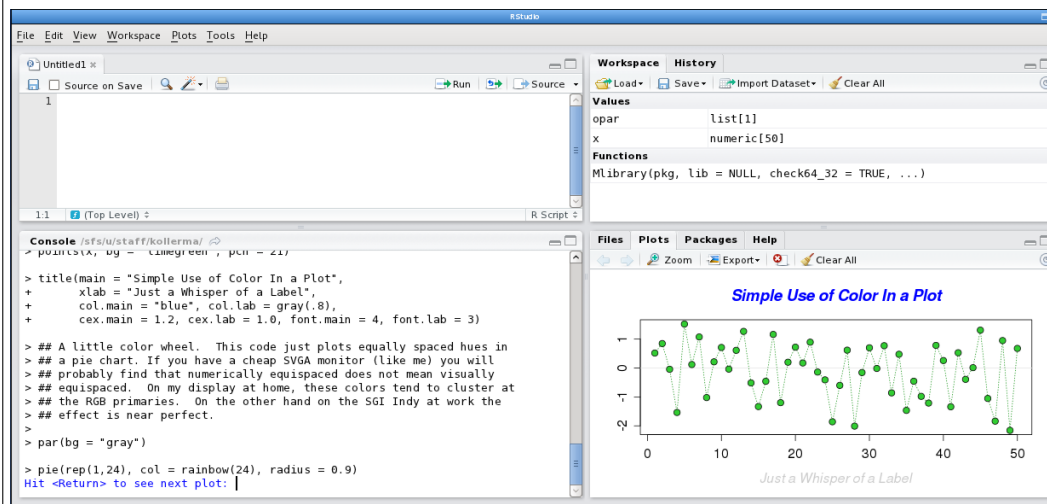 RStudio
File Edit View Workspace Plots Tools Help
Untitled1 ×
Source on Save Run Source
1
1:1 (Top Level) R Script
Console /sfs/u/staff/kollerma/
> points(x, bg = "limegreen", pch = 21)
> title(main = "Simple Use of Color In a Plot",
+ xlab = "Just a Whisper of a Label",
+ col.main = "blue", col.lab = gray(.8),
+ cex.main = 1.2, cex.lab = 1.0, font.main = 4, font.lab = 3)
> ## A little color wheel. This code just plots equally spaced hues in
> ## a pie chart. If you have a cheap SVGA monitor (like me) you will
> ## probably find that numerically equispaced does not mean visually
> ## equispaced. On my display at home, these colors tend to cluster at
> ## the RGB primaries. On the other hand on the SGI Indy at work the
> ## effect is near perfect.
>
> par(bg = "gray")
> pie(rep(1,24), col = rainbow(24), radius = 0.9)
Hit <Return> to see next plot:
Workspace History
Load Save Import Dataset Clear All
Values
opar list[1]
x numeric[50]
Functions
Mlibrary(pkg, lib = NULL, check64_32 = TRUE, ...)
Files Plots Packages Help
Zoom Export Clear All
Simple Use of Color In a Plot
1
0
-1
-2
0 10 20 30 40 50
Just a Whisper of a Label